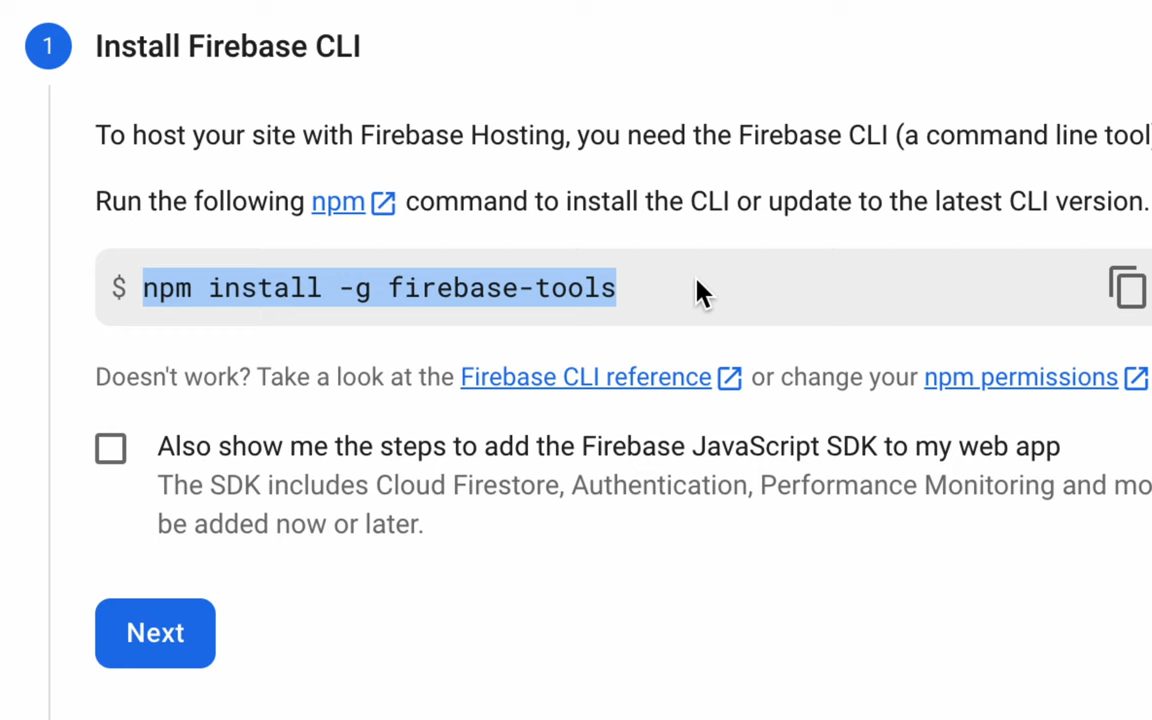 1 Install Firebase CLI
To host your site with Firebase Hosting, you need the Firebase CLI (a command line tool)
Run the following npm command to install the CLI or update to the latest CLI version.
$ npm install -g firebase-tools
Doesn't work? Take a look at the Firebase CLI reference or change your npm permissions
Also show me the steps to add the Firebase JavaScript SDK to my web app
The SDK includes Cloud Firestore, Authentication, Performance Monitoring and mo
be added now or later.
Next